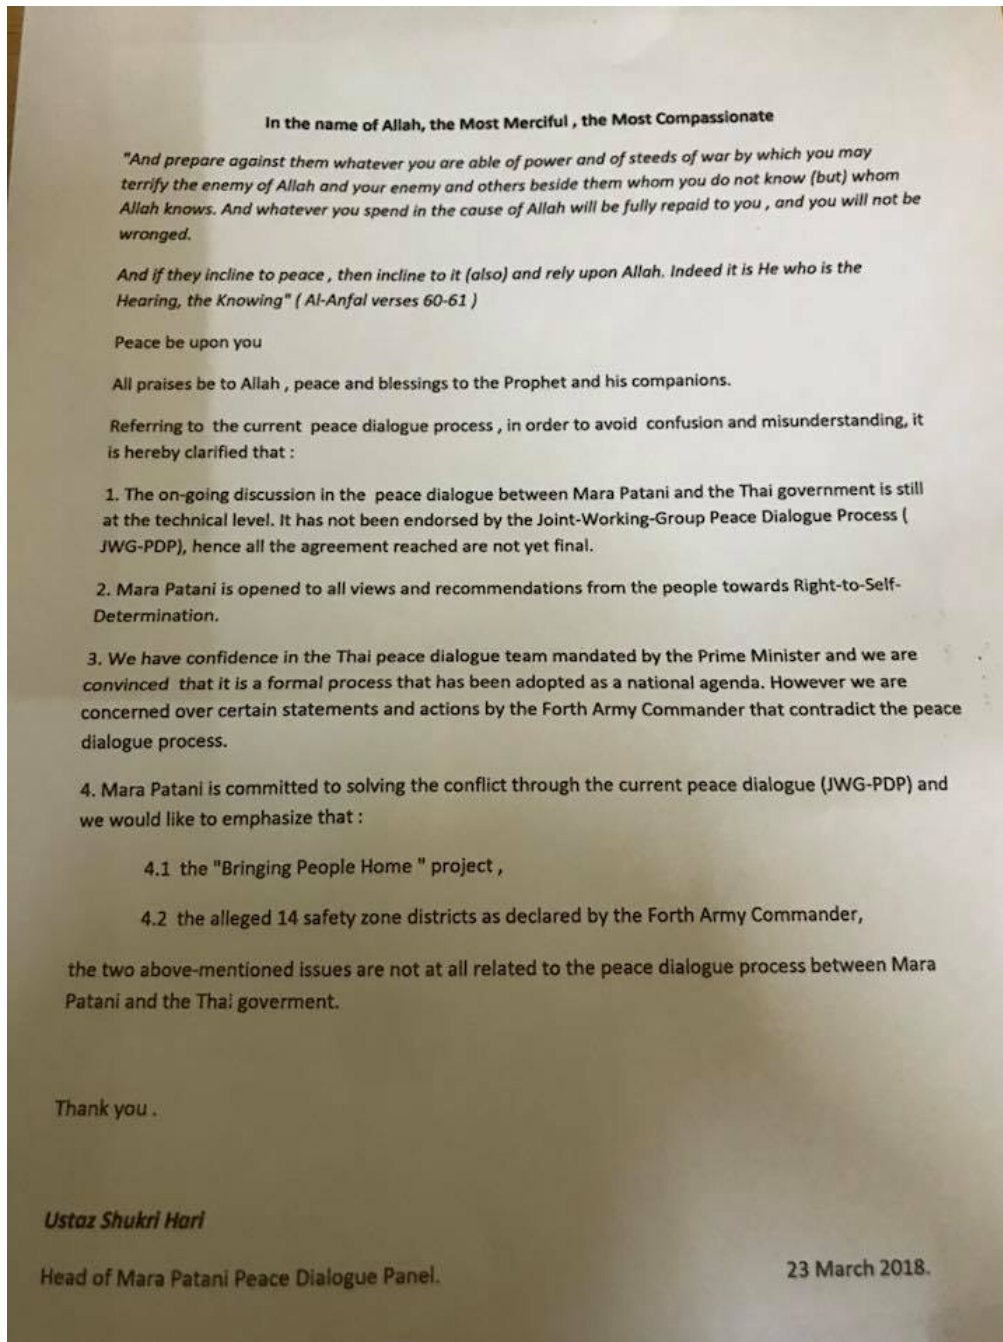 In the name of Allah, the Most Merciful , the Most Compassionate
"And prepare against them whatever you are able of power and of steeds of war by which you may
terrify the enemy of Allah and your enemy and others beside them whom you do not know (but) whom
Allah knows. And whatever you spend in the cause of Allah will be fully repaid to you , and you will not be
wronged.
And if they incline to peace , then incline to it (also) and rely upon Allah. Indeed it is He who is the
Hearing, the Knowing" ( Al-Anfal verses 60-61 )
Peace be upon you
All praises be to Allah , peace and blessings to the Prophet and his companions.
Referring to the current peace dialogue process , in order to avoid confusion and misunderstanding, it
is hereby clarified that :
1. The on-going discussion in the peace dialogue between Mara Patani and the Thai government is still
at the technical level. It has not been endorsed by the Joint-Working-Group Peace Dialogue Process (
JWG-PDP), hence all the agreement reached are not yet final.
2. Mara Patani is opened to all views and recommendations from the people towards Right-to-Self-
Determination.
3. We have confidence in the Thai peace dialogue team mandated by the Prime Minister and we are
convinced that it is a formal process that has been adopted as a national agenda. However we are
concerned over certain statements and actions by the Forth Army Commander that contradict the peace
dialogue process.
4. Mara Patani is committed to solving the conflict through the current peace dialogue (JWG-PDP) and
we would like to emphasize that :
4.1 the "Bringing People Home " project ,
4.2 the alleged 14 safety zone districts as declared by the Forth Army Commander,
the two above-mentioned issues are not at all related to the peace dialogue process between Mara
Patani and the Thai goverment.
Thank you .
Ustaz Shukri Hari
Head of Mara Patani Peace Dialogue Panel.
23 March 2018.